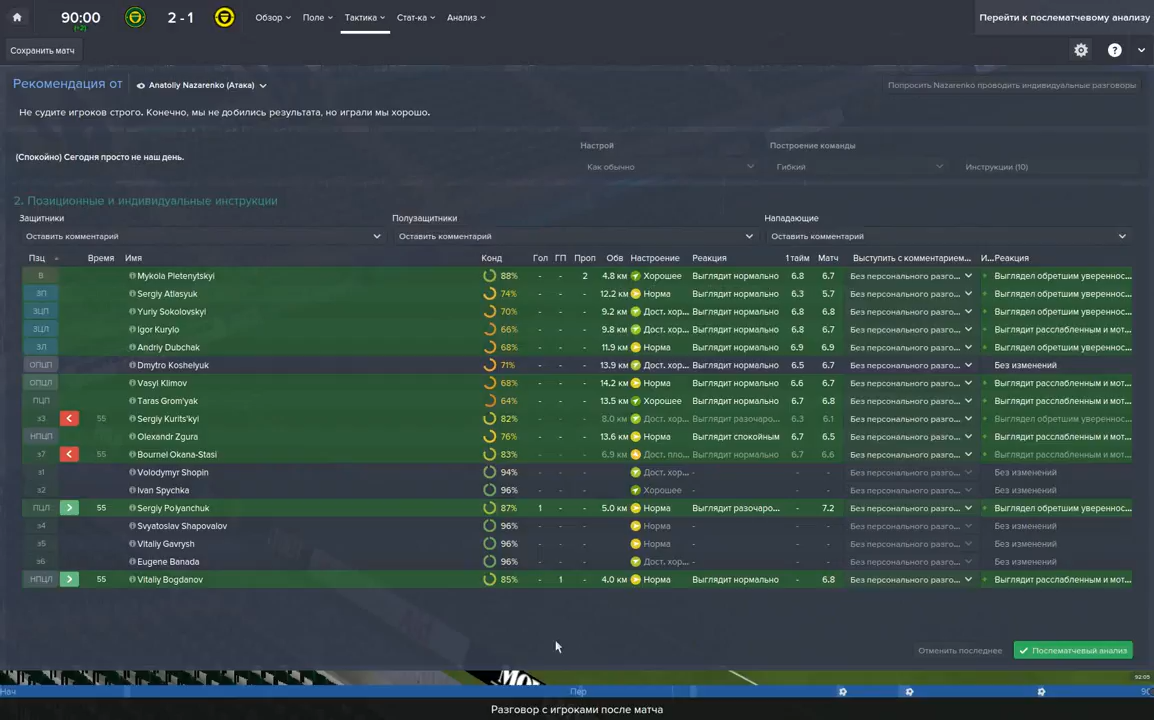 90:00 (+2) 2 - 1 Обзор Поле Тактика Стат-ка Анализ Перейти к послематчевому анализу
Сохранить матч
Рекомендация от Anatoliy Nazarenko (Атака) Попросить Nazarenko проводить индивидуальные разговоры
Не судите игроков строго. Конечно, мы не добились результата, но играли мы хорошо.
Настрой Построение команды
(Спокойно) Сегодня просто не наш день.
Как обычно Гибкий Инструкции (10)
2. Позиционные и индивидуальные инструкции
Защитники Полузащитники Нападающие
Оставить комментарий Оставить комментарий Оставить комментарий
Пзц Время Имя Конд Гол ГП Проп Обв Настроение Реакция 1 тайм Матч Выступить с комментарием... И... Реакция
В Mykola Pletenytskyi 88% - - 2 4.8 км Хорошее Выглядит нормально 6.8 6.7 Без персонального разго... Выглядел обретшим увереннос...
ЗП Sergiy Atlasyuk 74% - - - 12.2 км Норма Выглядит нормально 6.3 5.7 Без персонального разго... Выглядел обретшим увереннос...
ЗЦП Yuriy Sokolovskyi 70% - - - 9.2 км Дост. хор... Выглядит нормально 6.8 6.8 Без персонального разго... Выглядел обретшим увереннос...
ЗЦЛ Igor Kurylo 66% - - - 9.8 км Дост. хор... Выглядит нормально 6.8 6.7 Без персонального разго... Выглядит расслабленным и мот...
ЗЛ Andriy Dubchak 68% - - - 11.9 км Норма Выглядит нормально 6.9 6.9 Без персонального разго... Выглядел обретшим увереннос...
ОПЦП Dmytro Koshelyuk 71% - - - 13.9 км Дост. хор... Выглядит нормально 6.5 6.7 Без персонального разго... Без изменений
ОПЦЛ Vasyl Klimov 68% - - - 14.2 км Норма Выглядит нормально 6.6 6.7 Без персонального разго... Выглядит расслабленным и мот...
ПЦП Taras Grom'yak 64% - - - 13.5 км Хорошее Выглядит нормально 6.7 6.8 Без персонального разго... Выглядит расслабленным и мот...
з3 55 Sergiy Kurits'kyi 82% - - - 8.0 км Дост. хор... Выглядит разочаро... 6.3 6.1 Без персонального разго... Выглядел обретшим увереннос...
НПЦП Olexandr Zgura 76% - - - 13.6 км Норма Выглядит спокойным 6.7 6.5 Без персонального разго... Выглядит расслабленным и мот...
з7 55 Bournel Okana-Stasi 83% - - - 6.9 км Дост. пло... Выглядит нормально 6.7 6.6 Без персонального разго... Выглядит расслабленным и мот...
з1 Volodymyr Shopin 94% - - - Дост. хор... - - - Без персонального разго... Без изменений
з2 Ivan Spychka 96% - - - Хорошее - - - Без персонального разго... Без изменений
ПЦЛ 55 Sergiy Polyanchuk 87% 1 - - 5.0 км Норма Выглядит разочаро... - 7.2 Без персонального разго... Выглядел обретшим увереннос...
з4 Svyatoslav Shapovalov 96% - - - Норма - - - Без персонального разго... Без изменений
з5 Vitaliy Gavrysh 96% - - - Норма - - - Без персонального разго... Без изменений
з6 Eugene Banada 96% - - - Дост. хор... - - - Без персонального разго... Без изменений
НПЦЛ 55 Vitaliy Bogdanov 85% - 1 - 4.0 км Норма Выглядит нормально - 6.8 Без персонального разго... Выглядит расслабленным и мот...
Отменить последнее Послематчевый анализ
92:05
Нач Пер 90
Разговор с игроками после матча